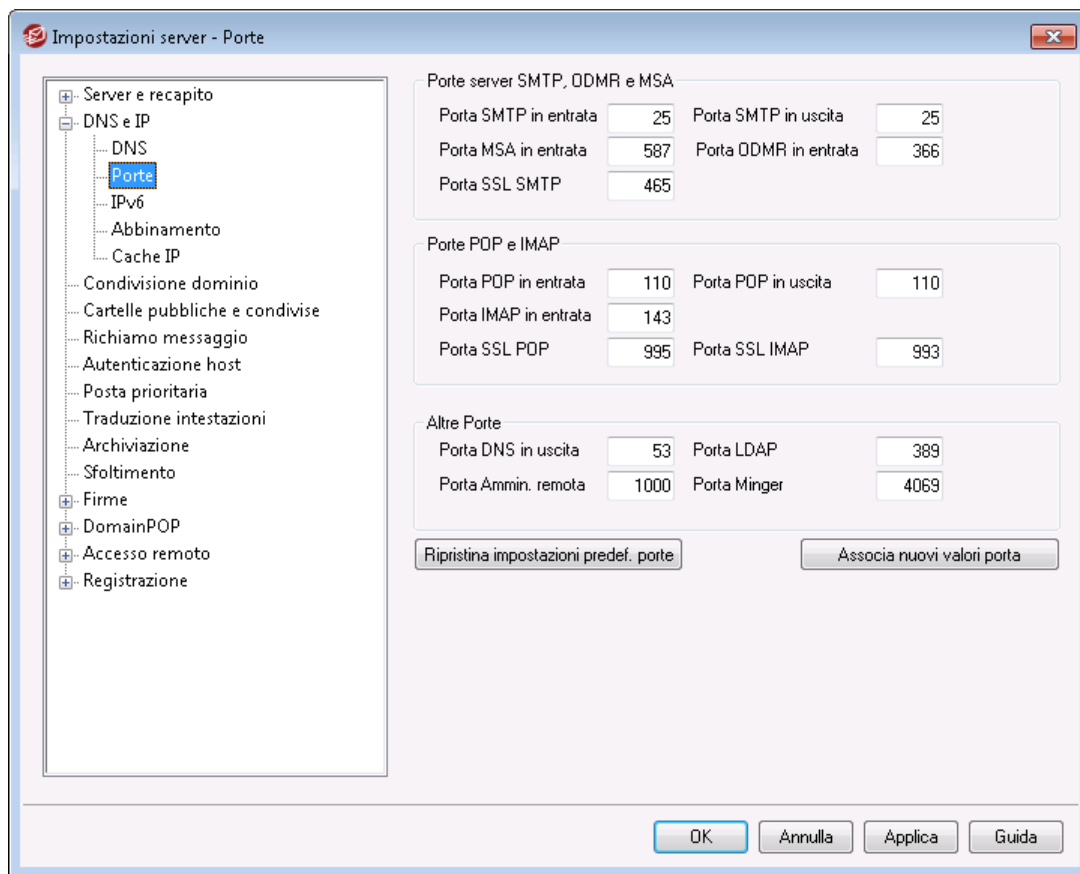 Impostazioni server - Porte
Server e recapito
DNS e IP
DNS
Porte
IPv6
Abbinamento
Cache IP
Condivisione dominio
Cartelle pubbliche e condivise
Richiamo messaggio
Autenticazione host
Posta prioritaria
Traduzione intestazioni
Archiviazione
Sfoltimento
Firme
DomainPOP
Accesso remoto
Registrazione
Porte server SMTP, ODMR e MSA
Porta SMTP in entrata 25 Porta SMTP in uscita 25
Porta MSA in entrata 587 Porta ODMR in entrata 366
Porta SSL SMTP 465
Porte POP e IMAP
Porta POP in entrata 110 Porta POP in uscita 110
Porta IMAP in entrata 143
Porta SSL POP 995 Porta SSL IMAP 993
Altre Porte
Porta DNS in uscita 53 Porta LDAP 389
Porta Ammin. remota 1000 Porta Minger 4069
Ripristina impostazioni predef. porte Associa nuovi valori porta
OK Annulla Applica Guida